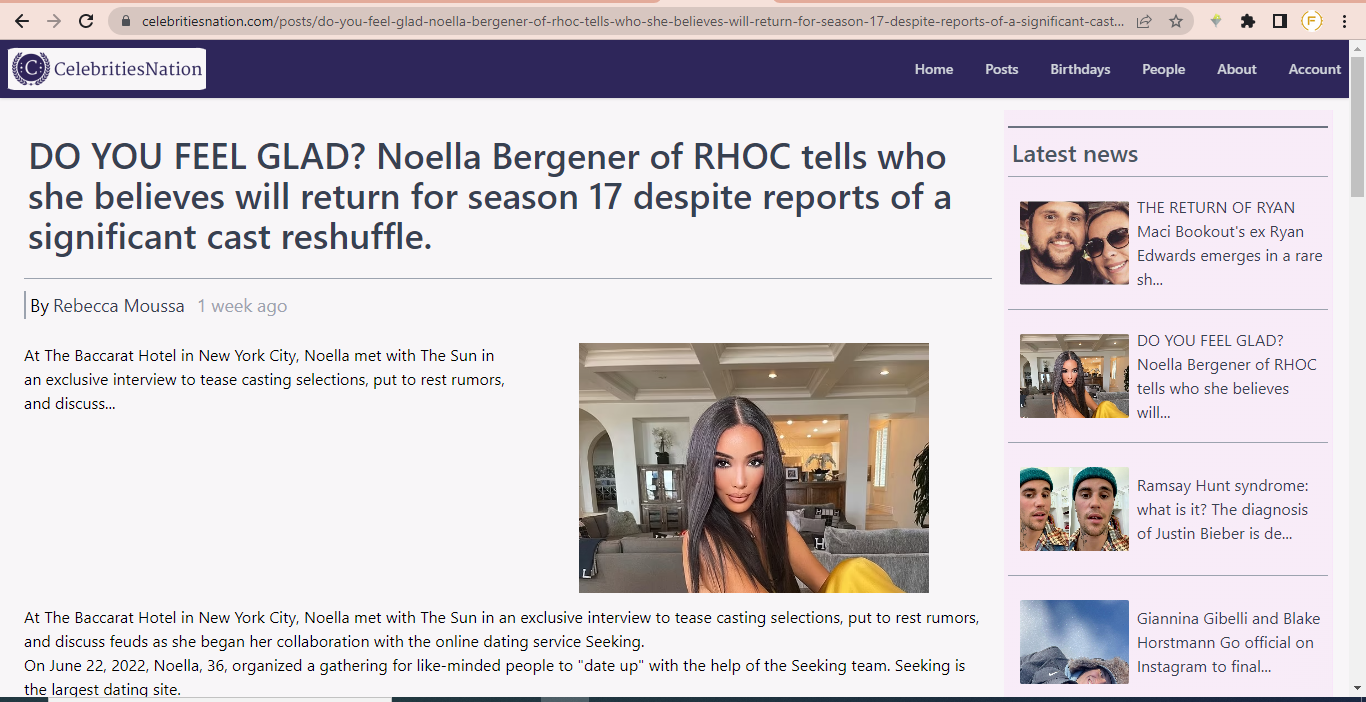 celebritiesnation.com/posts/do-you-feel-glad-noella-bergener-of-rhoc-tells-who-she-believes-will-return-for-season-17-despite-reports-of-a-significant-cast...
F
C CelebritiesNation
Home Posts Birthdays People About Account
DO YOU FEEL GLAD? Noella Bergener of RHOC tells who
she believes will return for season 17 despite reports of a
significant cast reshuffle.
By Rebecca Moussa 1 week ago
At The Baccarat Hotel in New York City, Noella met with The Sun in
an exclusive interview to tease casting selections, put to rest rumors,
and discuss...
At The Baccarat Hotel in New York City, Noella met with The Sun in an exclusive interview to tease casting selections, put to rest rumors,
and discuss feuds as she began her collaboration with the online dating service Seeking.
On June 22, 2022, Noella, 36, organized a gathering for like-minded people to "date up" with the help of the Seeking team. Seeking is
the largest dating site.
Latest news
THE RETURN OF RYAN
Maci Bookout's ex Ryan
Edwards emerges in a rare
sh...
DO YOU FEEL GLAD?
Noella Bergener of RHOC
tells who she believes
will...
Ramsay Hunt syndrome:
what is it? The diagnosis
of Justin Bieber is de...
Giannina Gibelli and Blake
Horstmann Go official on
Instagram to final...